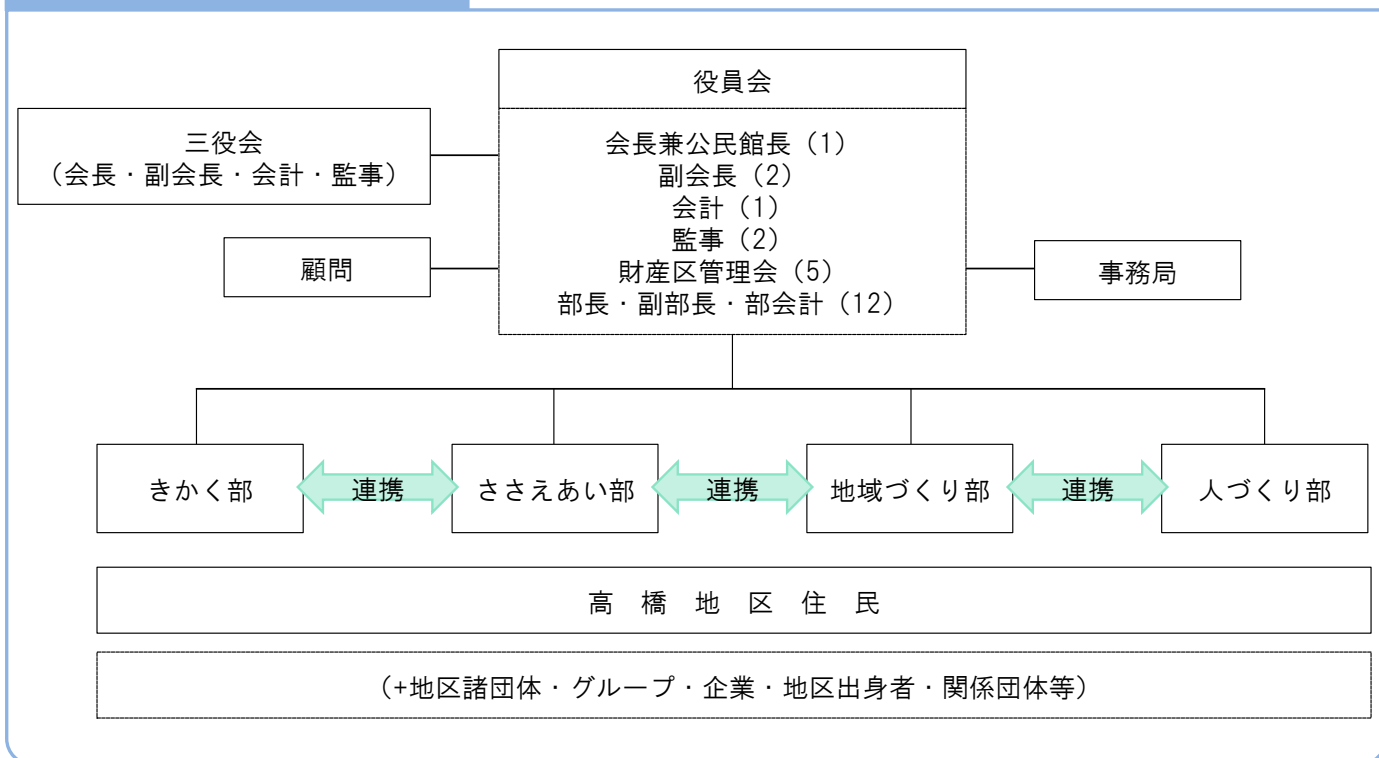 役員会
三役会
(会長・副会長・会計・監事)
会長兼公民館長(1)
副会長(2)
会計(1)
監事(2)
財産区管理会(5)
部長・副部長・部会計(12)
顧問
事務局
きかく部
連携
ささえあい部
連携
地域づくり部
連携
人づくり部
高橋地区住民
(+地区諸団体・グループ・企業・地区出身者・関係団体等)